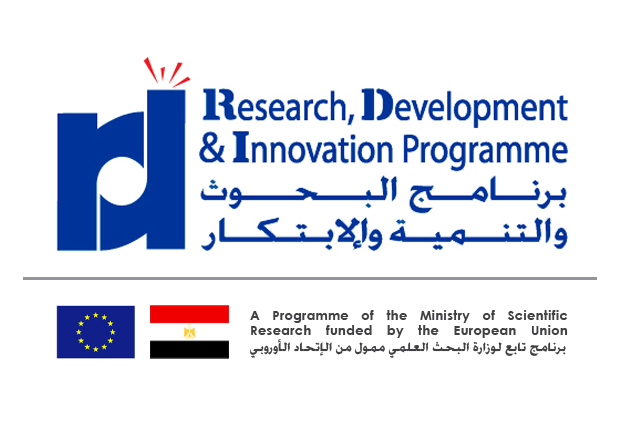 Research, Development
& Innovation Programme
برنامج البحوث
والتنمية والإبتكار
A Programme of the Ministry of Scientific
Research funded by the European Union
برنامج تابع لوزارة البحث العلمي ممول من الإتحاد الأوروبي